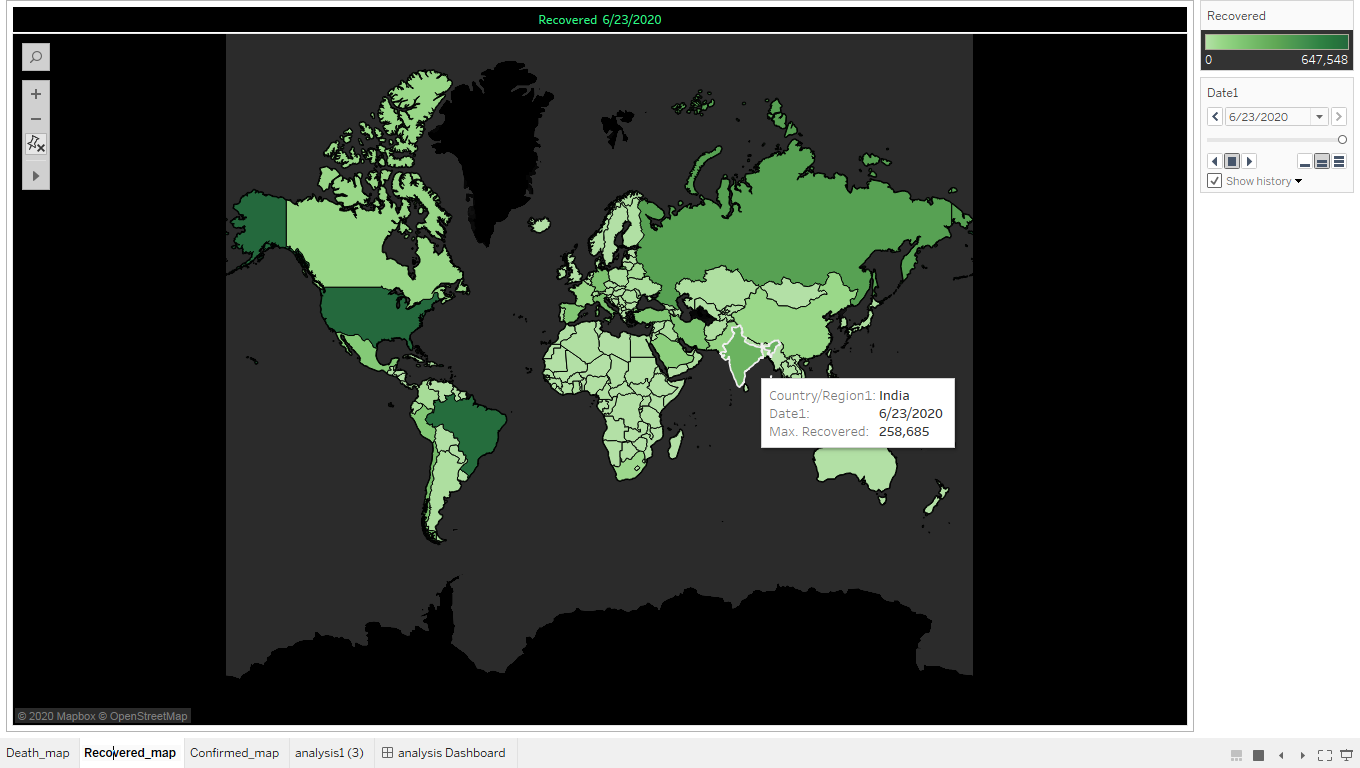 Recovered 6/23/2020
Recovered
0 647,548
Date1
6/23/2020
Show history
Country/Region1: India
Date1: 6/23/2020
Max. Recovered: 258,685
© 2020 Mapbox © OpenStreetMap
Death_map Recovered_map Confirmed_map analysis1 (3) analysis Dashboard